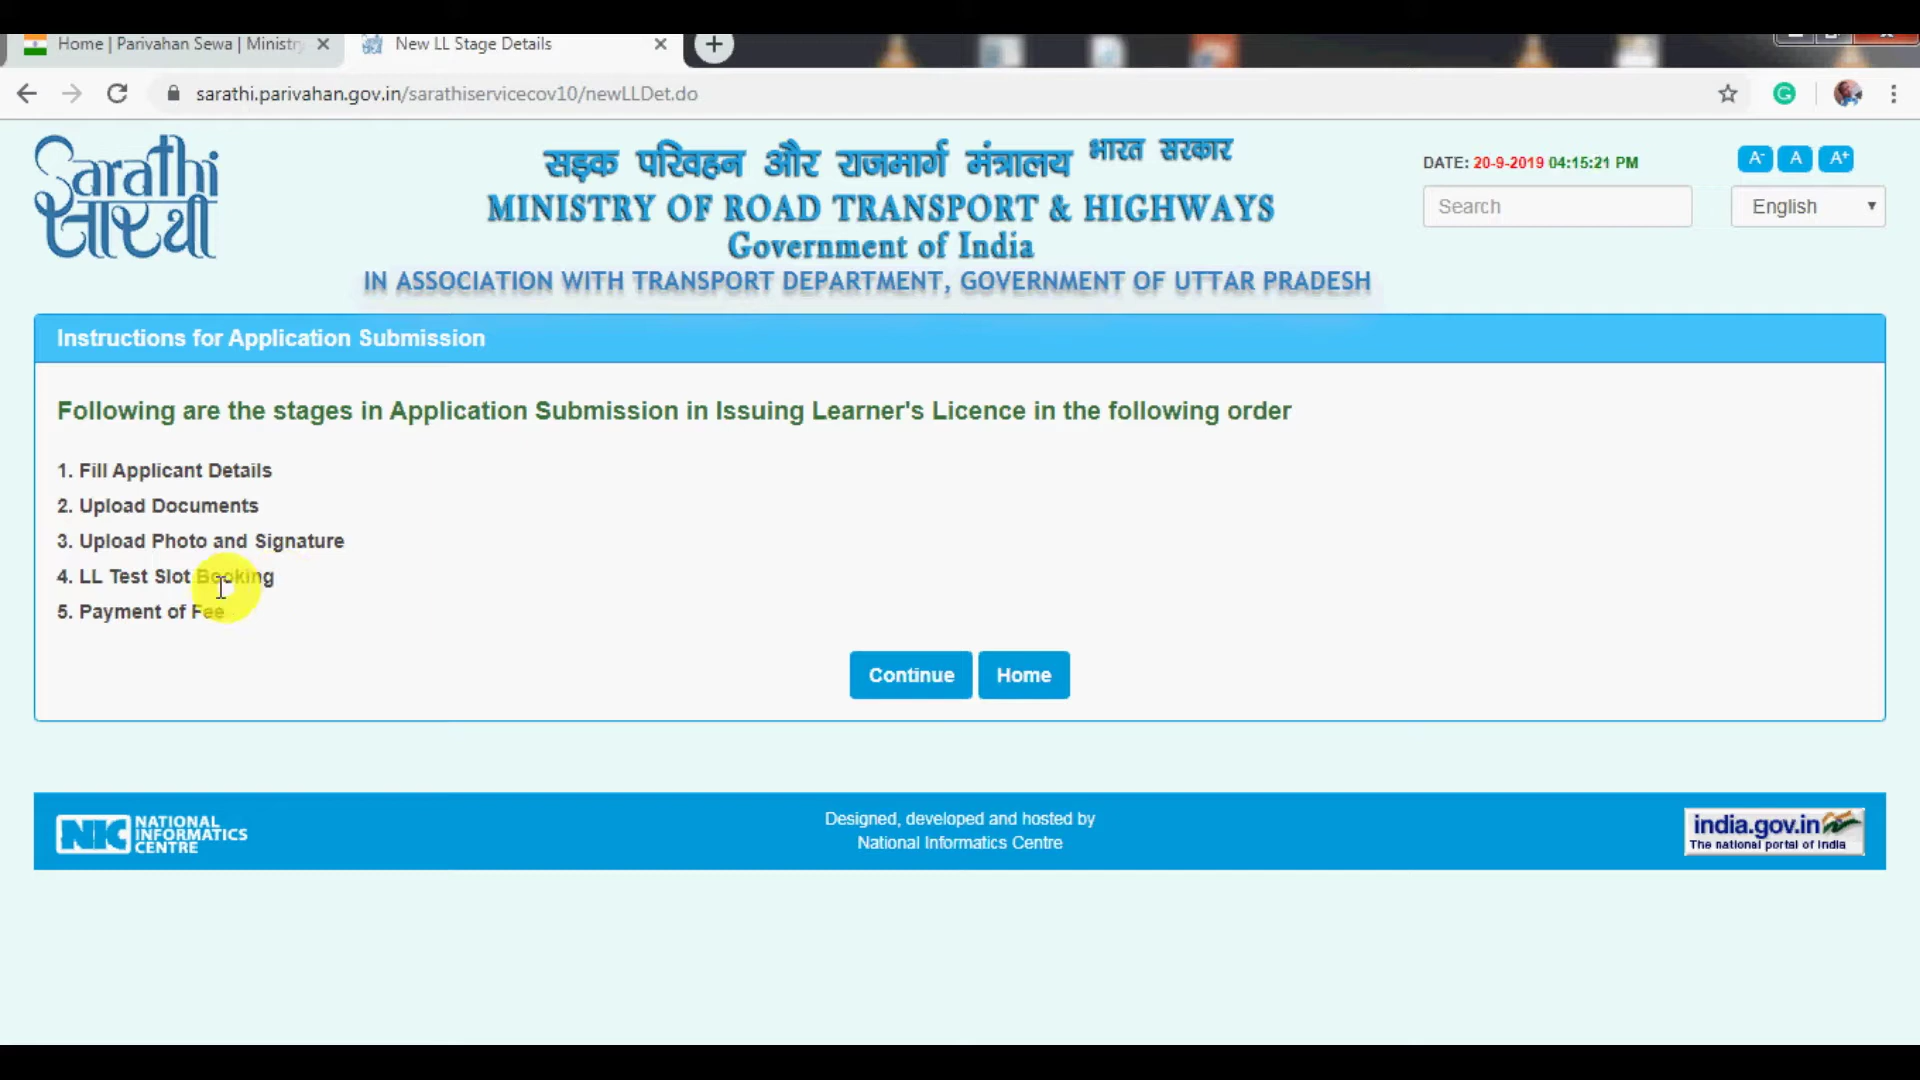 Home | Parivahan Sewa | Ministry
New LL Stage Details
sarathi.parivahan.gov.in/sarathiservicecov10/newLLDet.do
Sarathi
सारथी
सड़क परिवहन और राजमार्ग मंत्रालय भारत सरकार
MINISTRY OF ROAD TRANSPORT & HIGHWAYS
Government of India
IN ASSOCIATION WITH TRANSPORT DEPARTMENT, GOVERNMENT OF UTTAR PRADESH
DATE: 20-9-2019 04:15:21 PM
A- A A+
Search
English
Instructions for Application Submission
Following are the stages in Application Submission in Issuing Learner's Licence in the following order
1. Fill Applicant Details
2. Upload Documents
3. Upload Photo and Signature
4. LL Test Slot Booking
5. Payment of Fee
Continue
Home
NIC NATIONAL
INFORMATICS
CENTRE
Designed, developed and hosted by
National Informatics Centre
india.gov.in
The national portal of India